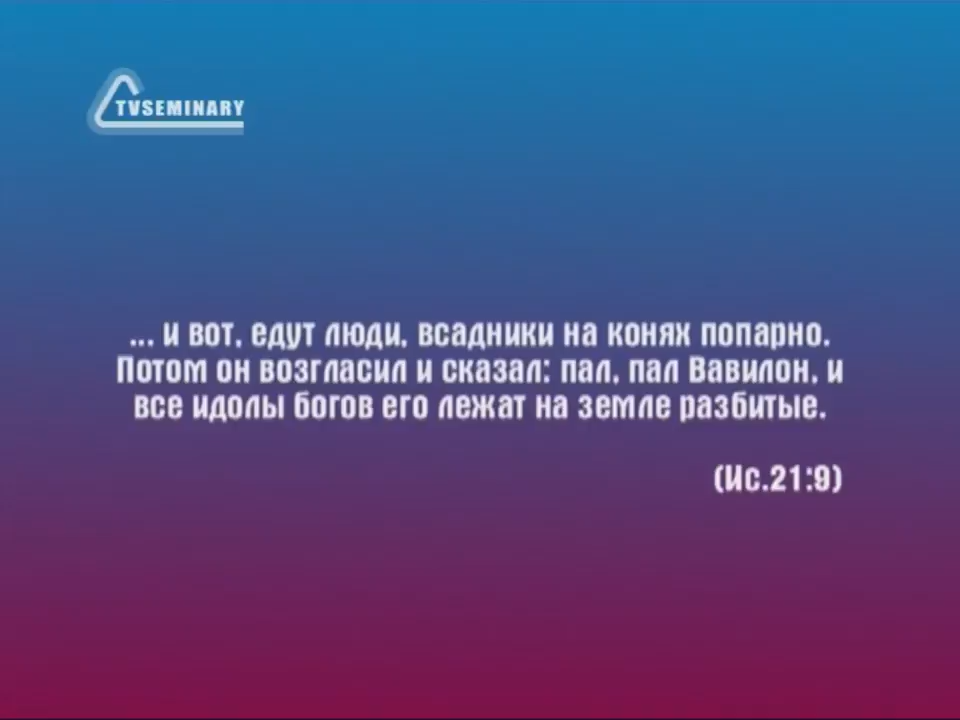 TVSEMINARY
... и вот, едут люди, всадники на конях попарно.
Потом он возгласил и сказал: пал, пал Вавилон, и
все идолы богов его лежат на земле разбитые.
(Ис.21:9)